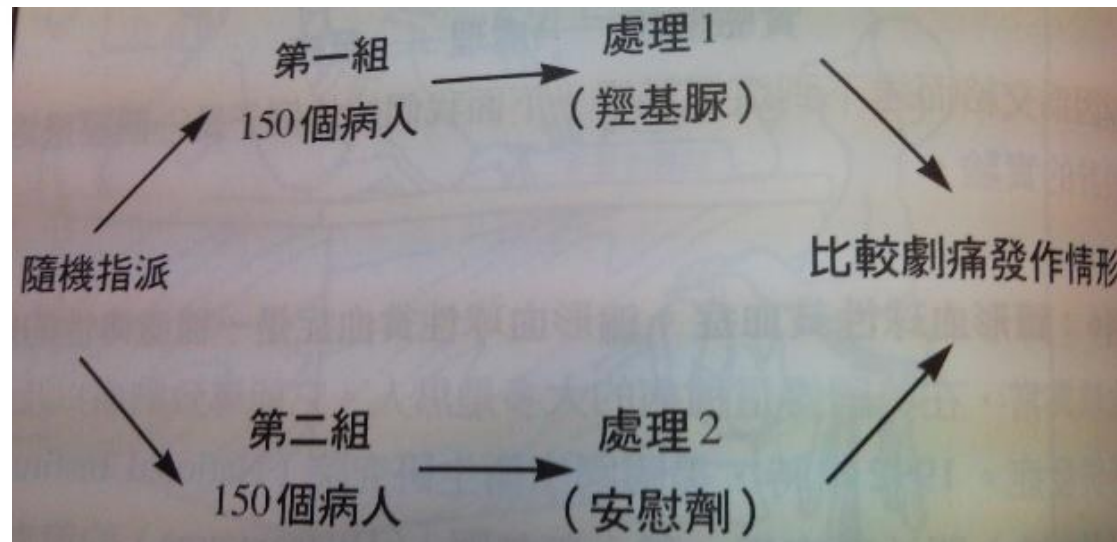 第一組
150個病人
處理1
(羥基脲)
隨機指派
比較劇痛發作情形
第二組
150個病人
處理2
(安慰劑)